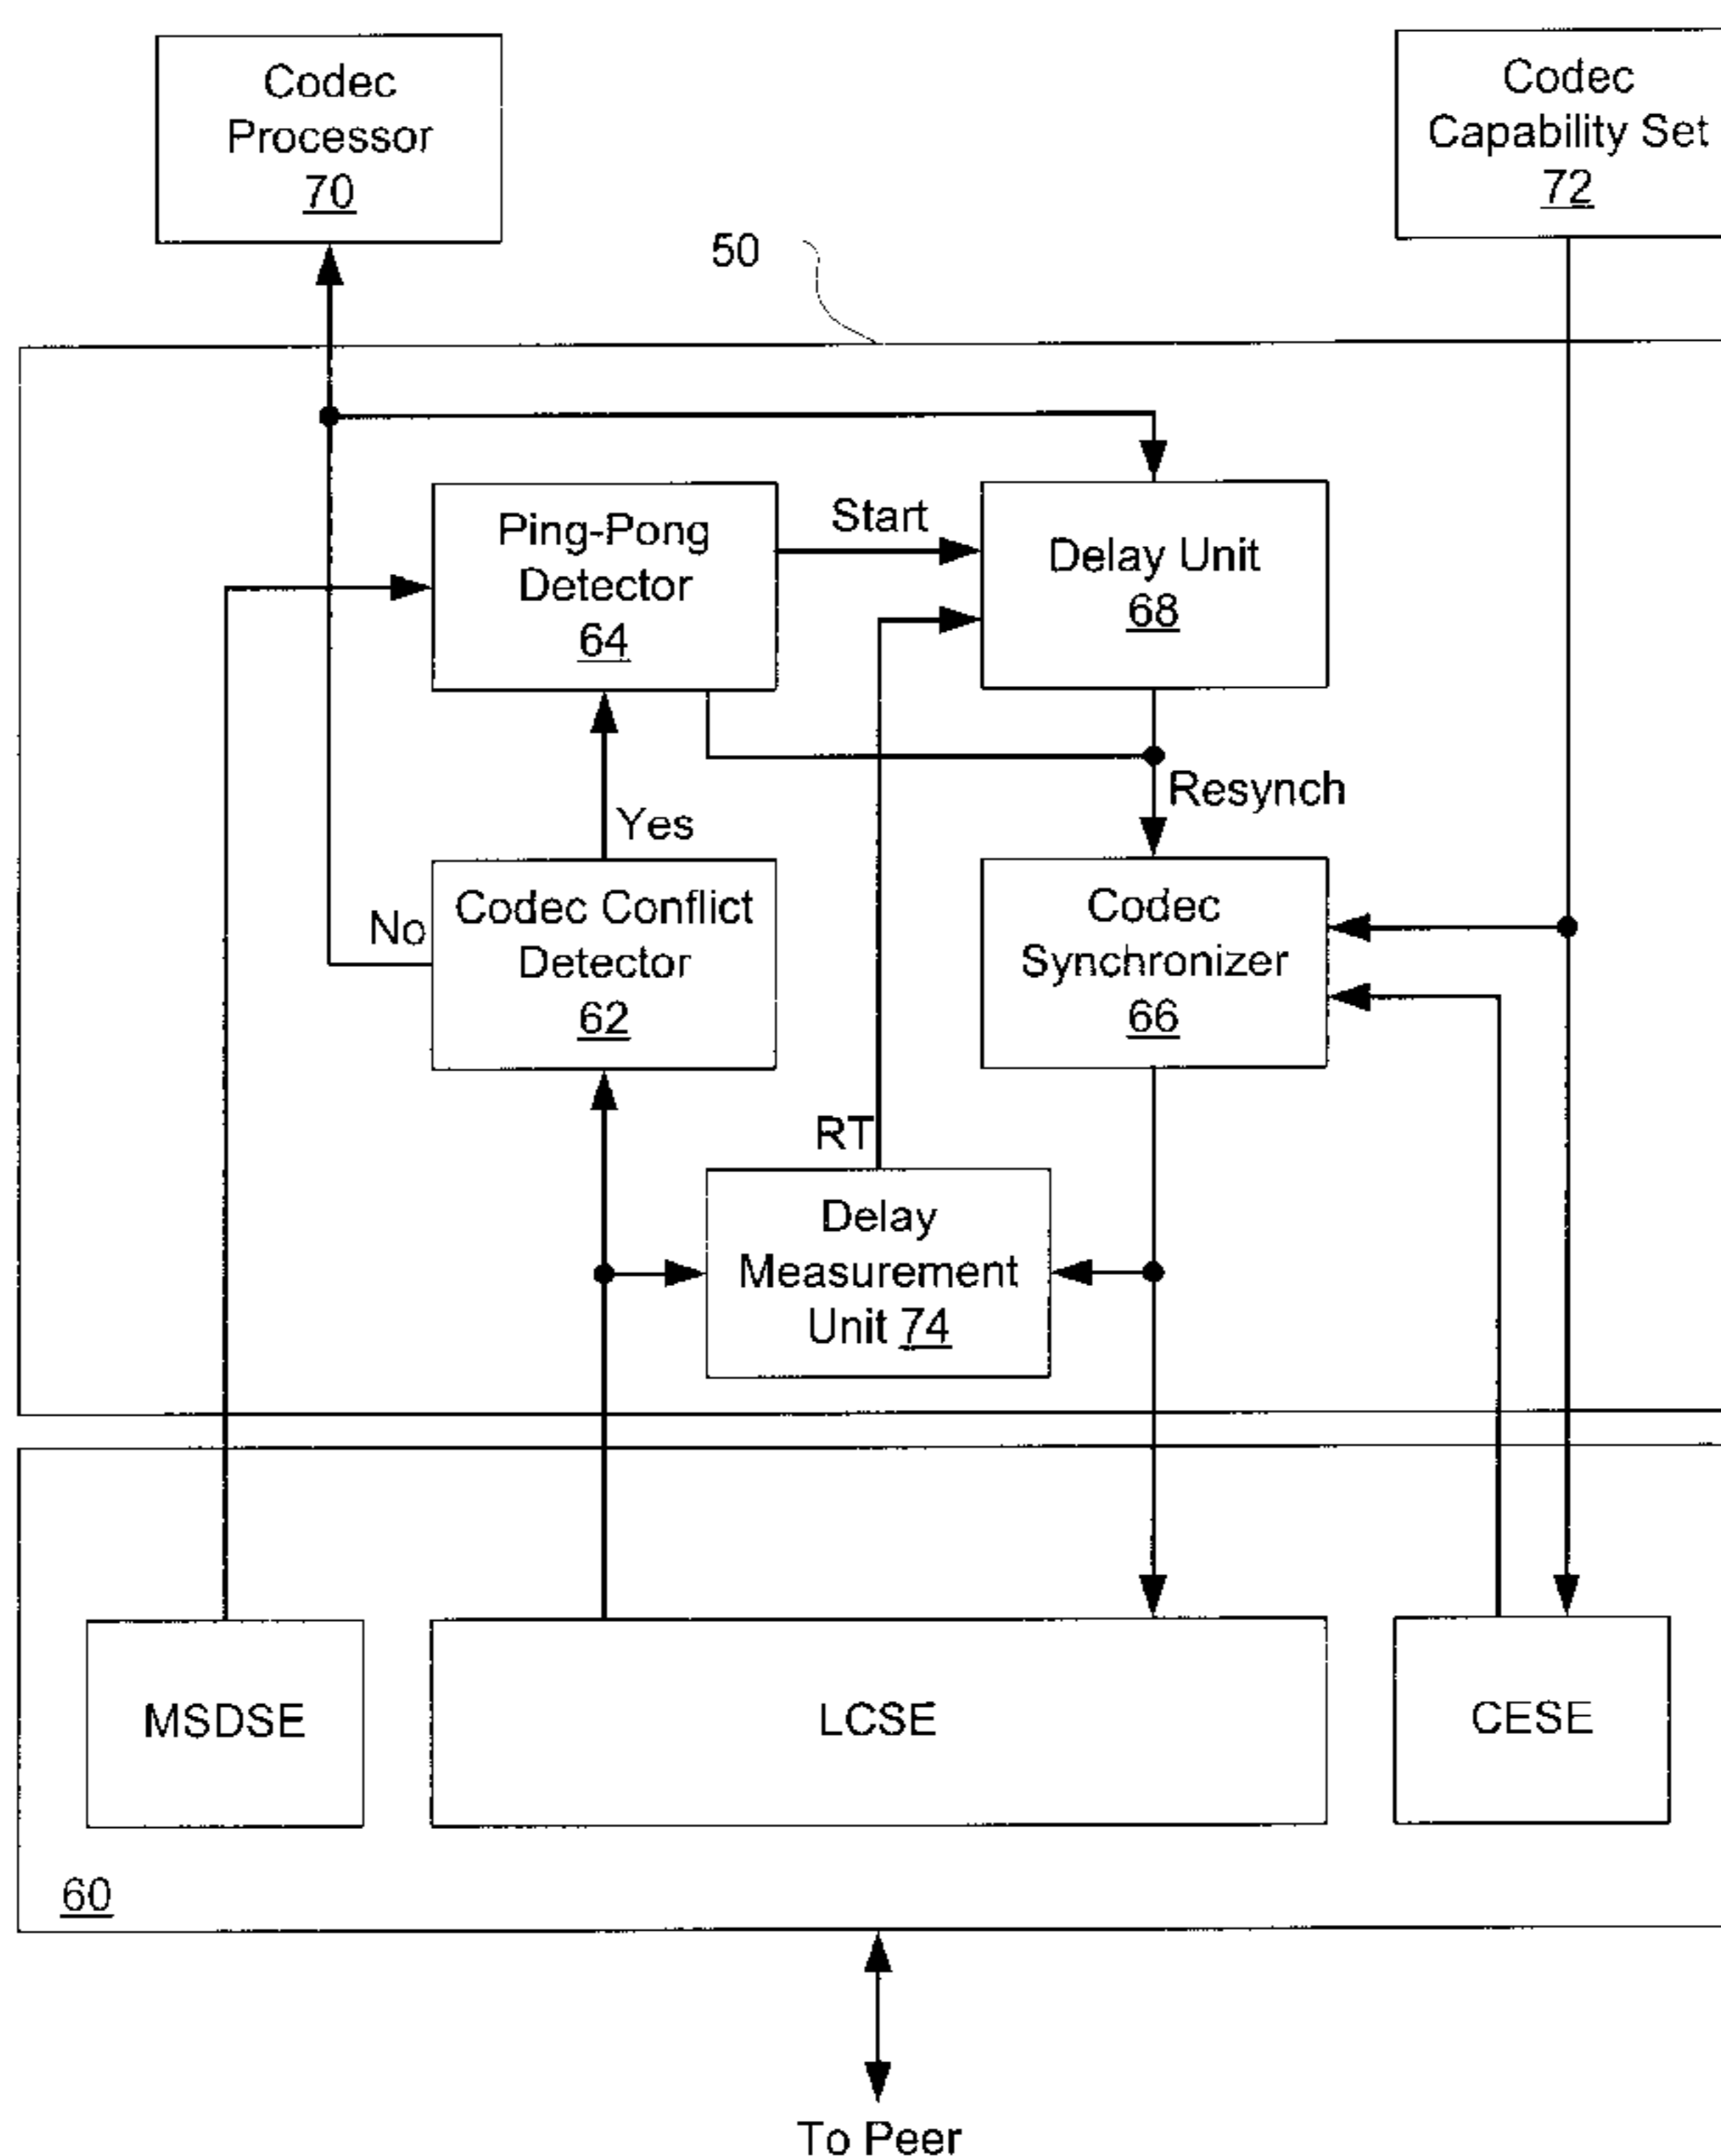 Codec
Processor
70
Codec
Capability Set
72
50
Ping-Pong
Detector
64
Start
Delay Unit
68
Yes
Resynch
No
Codec Conflict
Detector
62
Codec
Synchronizer
66
RT
Delay
Measurement
Unit 74
MSDSE
LCSE
CESE
60
To Peer